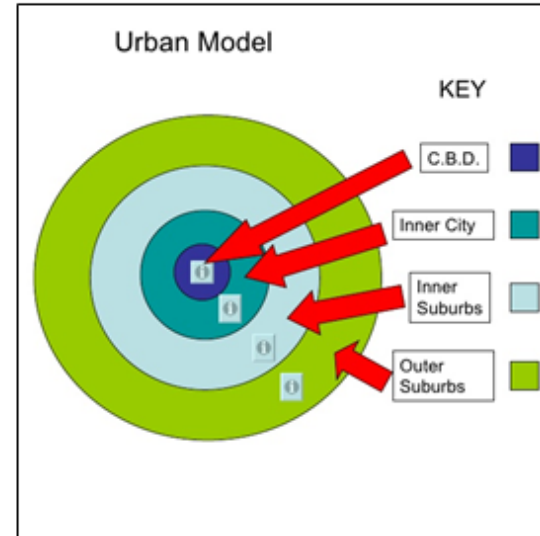 Urban Model
KEY
C.B.D.
Inner City
Inner
Suburbs
Outer
Suburbs